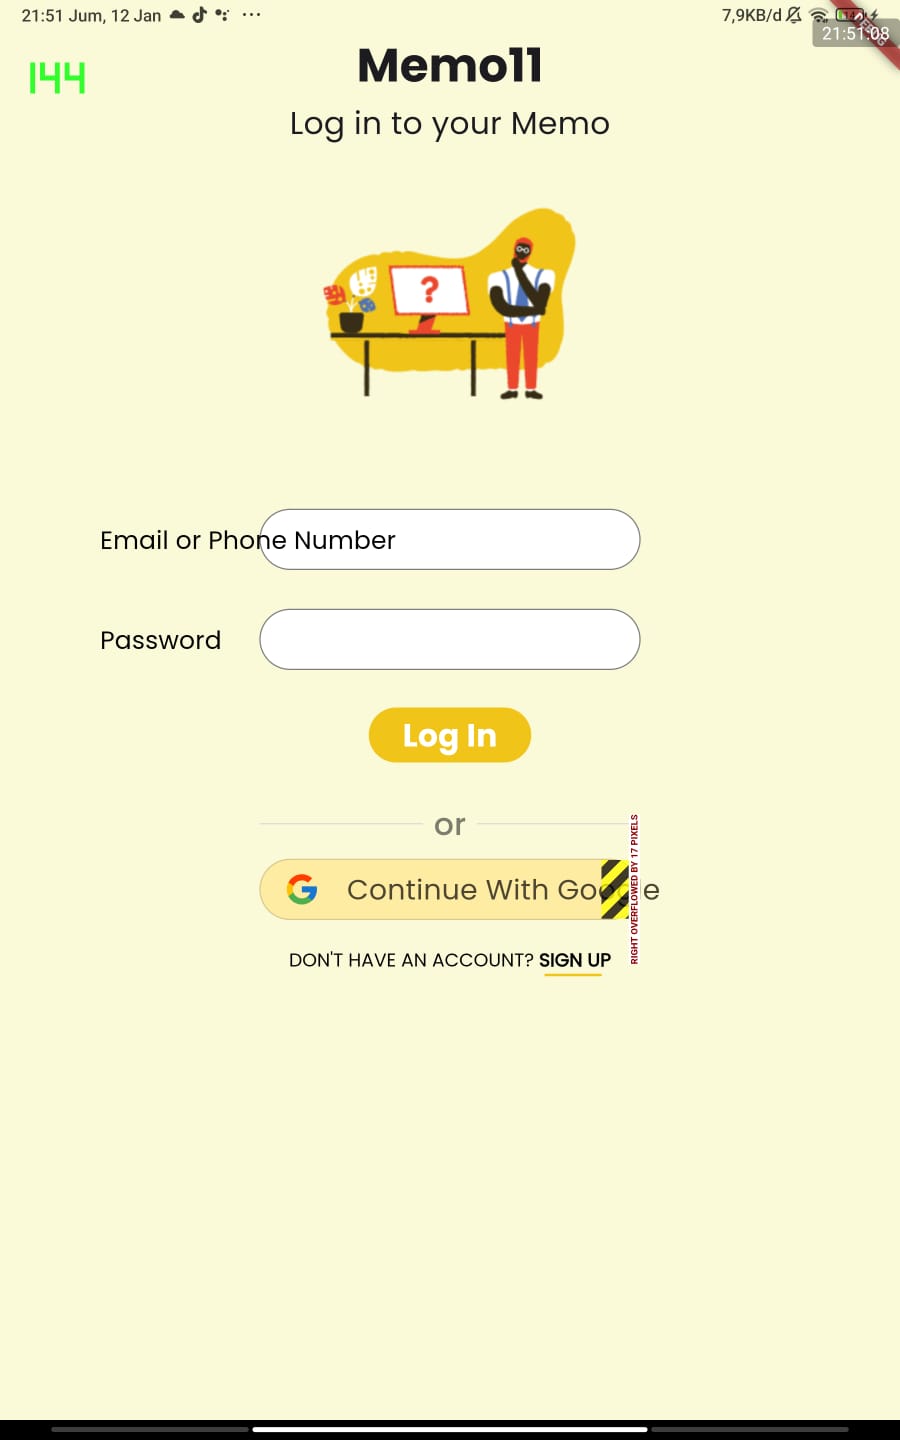 21:51 Jum, 12 Jan
7,9KB/d
21:51:08
144
Memo11
Log in to your Memo
?
Email or Phone Number
Password
Log In
or
Continue With Go e
RIGHT OVERFLOWED BY 17 PIXELS
DON'T HAVE AN ACCOUNT? SIGN UP